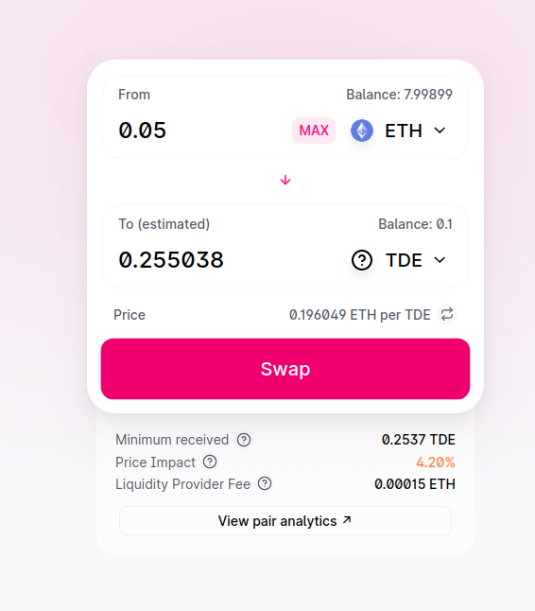 From Balance: 7.99899
0.05 MAX ETH
To (estimated) Balance: 0.1
0.255038 ? TDE
Price 0.196049 ETH per TDE
Swap
Minimum received ? 0.2537 TDE
Price Impact ? 4.20%
Liquidity Provider Fee ? 0.00015 ETH
View pair analytics ↗